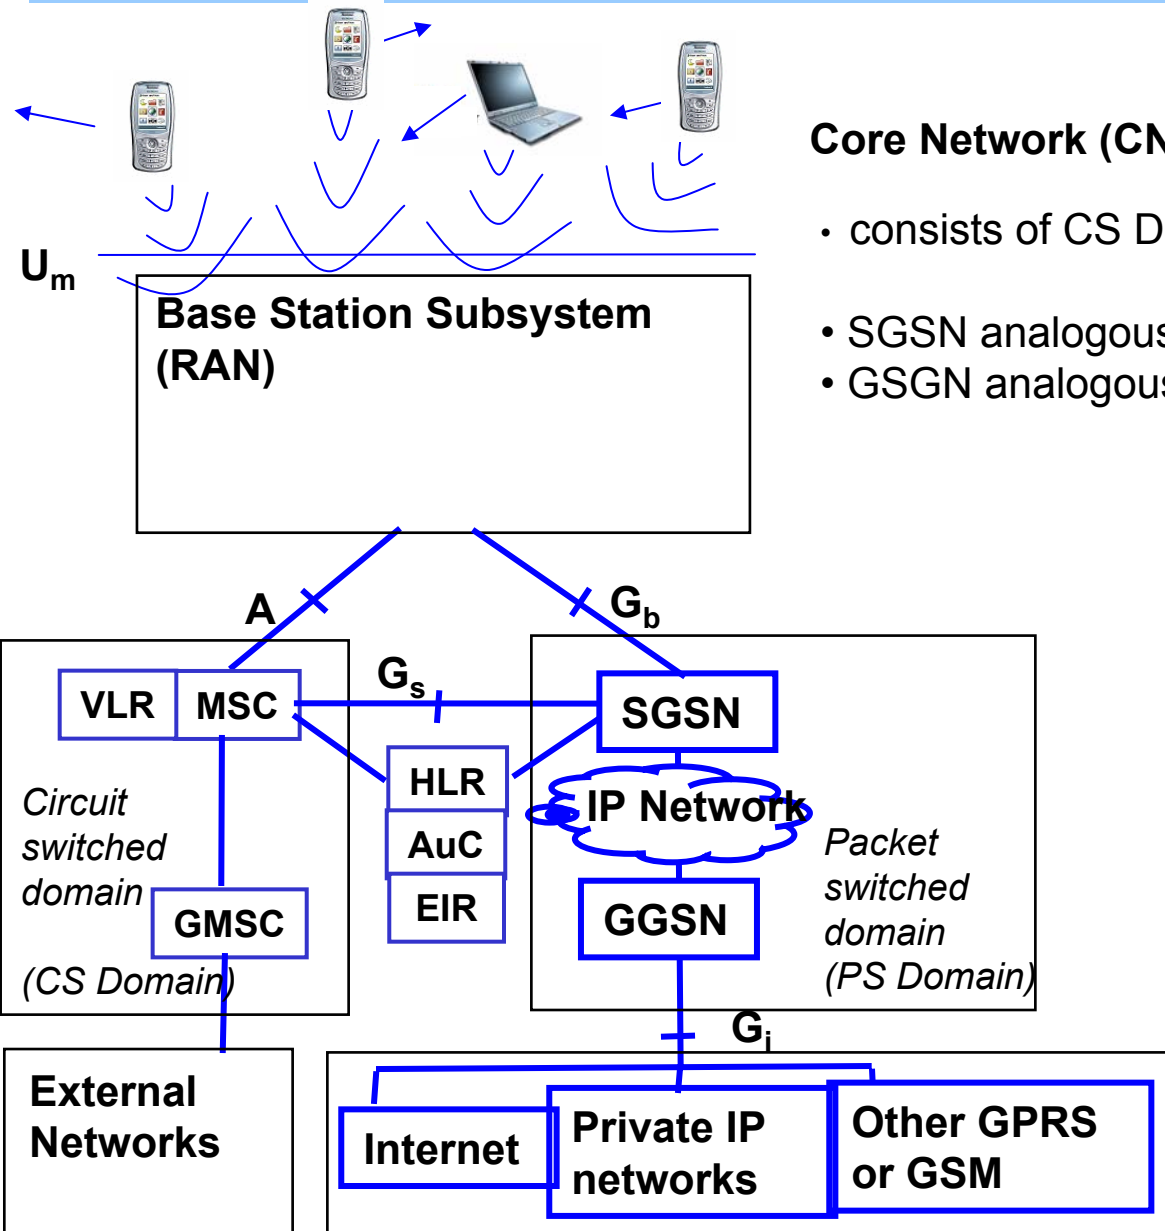 Core Network (CN
• consists of CS D
• SGSN analogous
• GSGN analogous
Um
Base Station Subsystem
(RAN)
A
Gb
Gs
VLR
MSC
SGSN
HLR
AuC
EIR
IP Network
Circuit
switched
domain
GMSC
(CS Domain)
GGSN
Packet
switched
domain
(PS Domain)
Gi
External
Networks
Internet
Private IP
networks
Other GPRS
or GSM